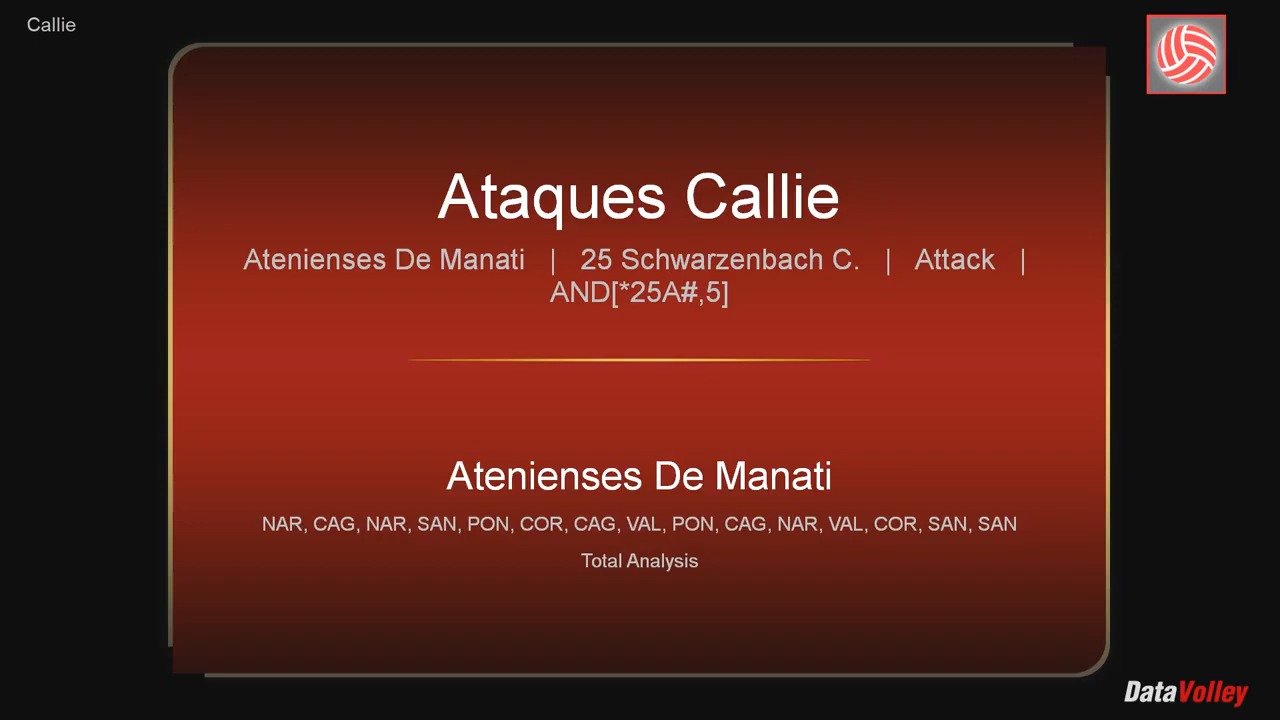 Callie
Ataques Callie
Atenienses De Manati | 25 Schwarzenbach C. | Attack |
AND[*25A#,5]
Atenienses De Manati
NAR, CAG, NAR, SAN, PON, COR, CAG, VAL, PON, CAG, NAR, VAL, COR, SAN, SAN
Total Analysis
DataVolley